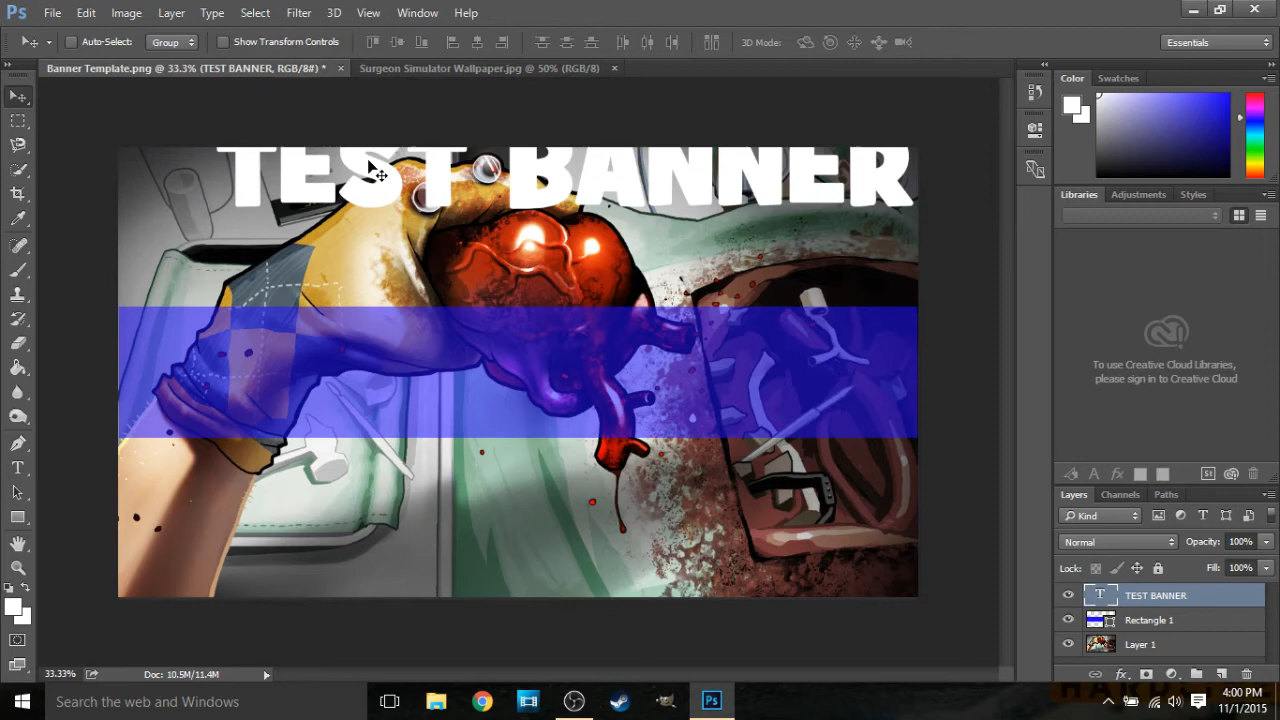 Ps File Edit Image Layer Type Select Filter 3D View Window Help
Auto-Select: Group Show Transform Controls 3D Mode: Essentials
Banner Template.png @ 33.3% (TEST BANNER, RGB/8#) * × Surgeon Simulator Wallpaper.jpg @ 50% (RGB/8) ×
Color Swatches
TEST BANNER
Libraries Adjustments Styles
To use Creative Cloud Libraries,
please sign in to Creative Cloud
Layers Channels Paths
Kind
Normal Opacity: 100%
Lock: Fill: 100%
TEST BANNER
Rectangle 1
Layer 1
33.33% Doc: 10.5M/11.4M
Search the web and Windows
Ps
4:00 PM
11/1/2015